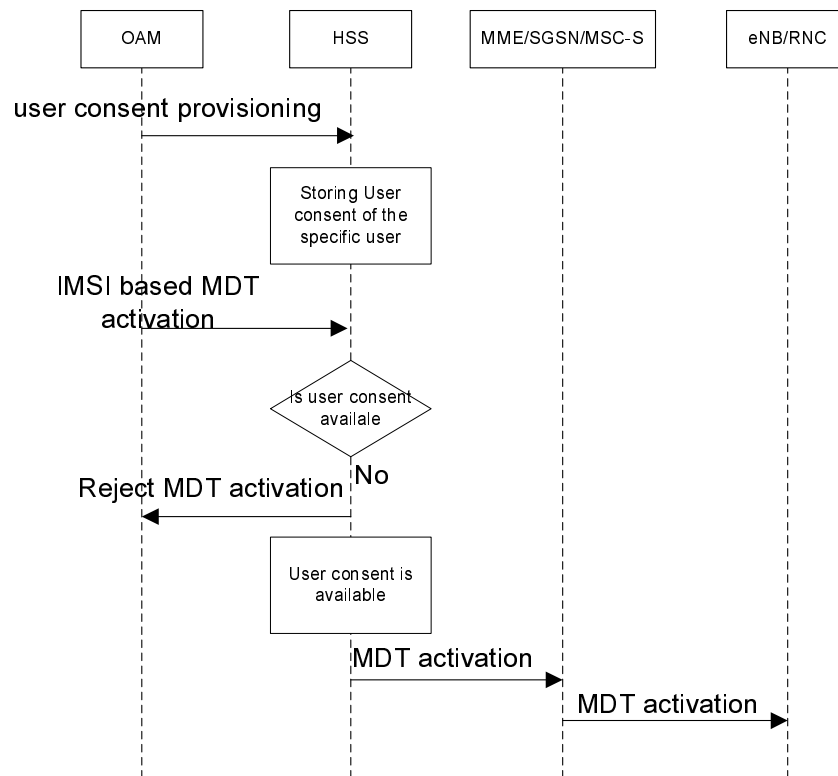 OAM
HSS
MME/SGSN/MSC-S
eNB/RNC
user consent provisioning
Storing User
consent of the
specific user
IMSI based MDT
activation
Is user consent
availale
No
Reject MDT activation
User consent is
available
MDT activation
MDT activation